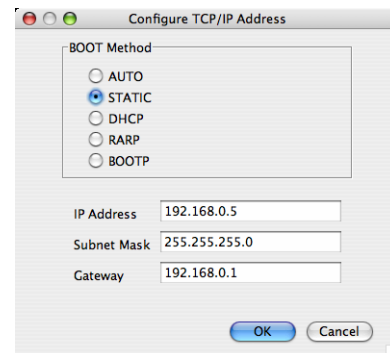 Configure TCP/IP Address
BOOT Method
AUTO
STATIC
DHCP
RARP
BOOTP
IP Address 192.168.0.5
Subnet Mask 255.255.255.0
Gateway 192.168.0.1
OK Cancel